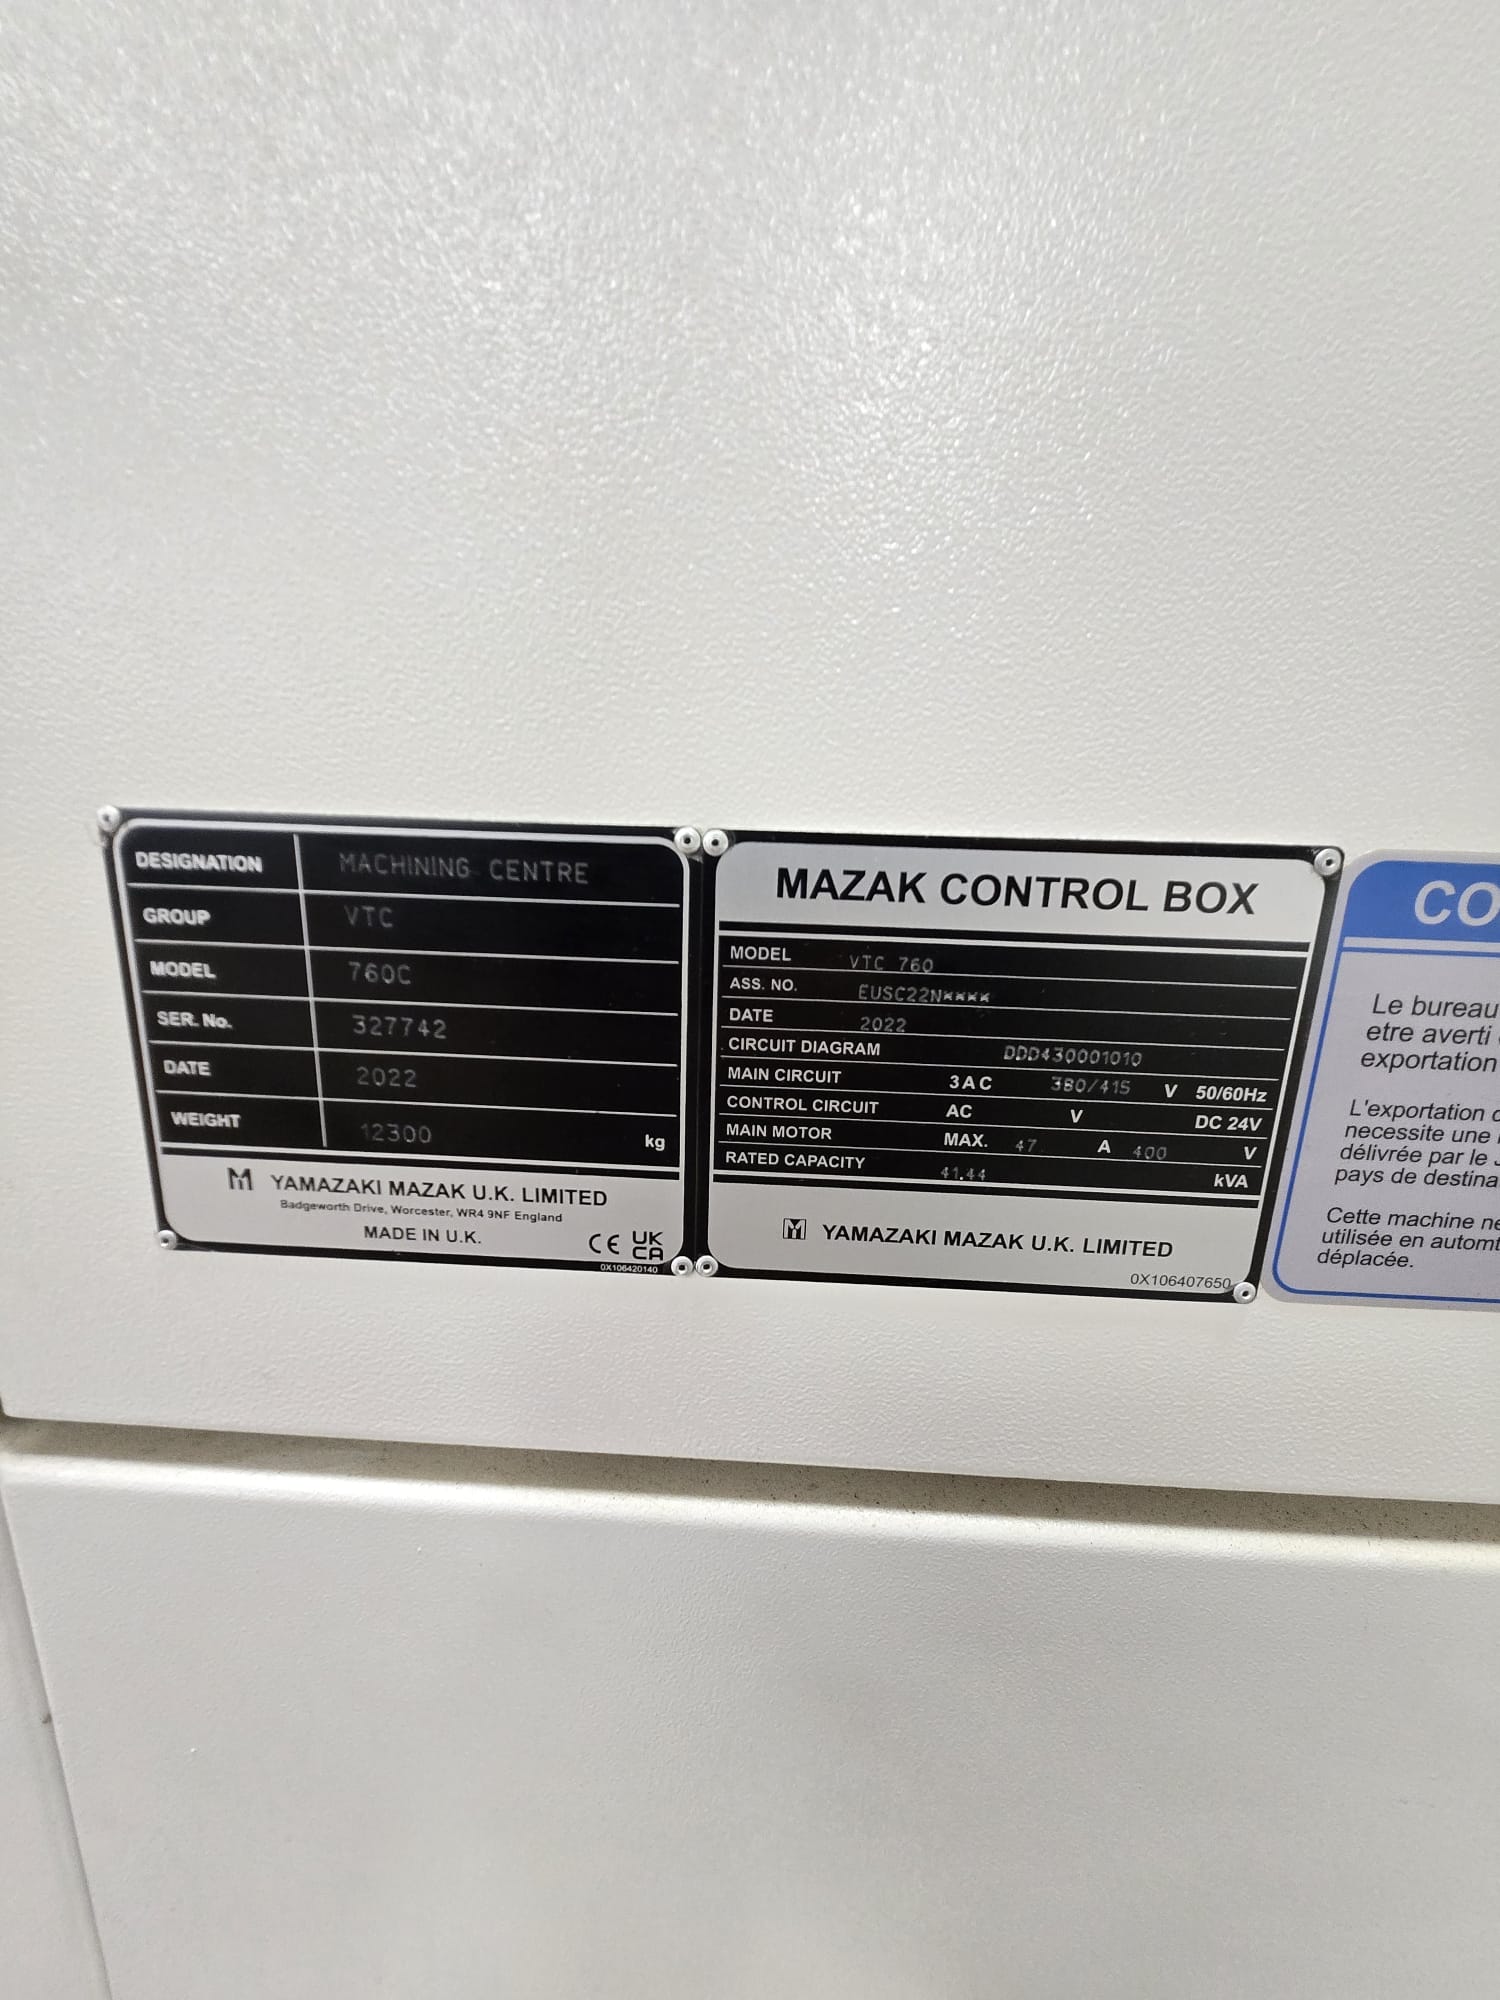 DESIGNATION MACHINING CENTRE
GROUP VTC
MODEL 760C
SER. No. 327742
DATE 2022
WEIGHT 12300 kg
YAMAZAKI MAZAK U.K. LIMITED
Badgeworth Drive, Worcester, WR4 9NF England
MADE IN U.K.
CE UK CA
0X106420140
MAZAK CONTROL BOX
MODEL VTC 760
ASS. NO. EUSC22N****
DATE 2022
CIRCUIT DIAGRAM DDD430001010
MAIN CIRCUIT 3AC 380/415 V 50/60Hz
CONTROL CIRCUIT AC V DC 24V
MAIN MOTOR MAX. 47 A 400 V
RATED CAPACITY 41.44 kVA
YAMAZAKI MAZAK U.K. LIMITED
0X106407650
CO
Le bureau
etre averti
exportation
L'exportation
necessite une
délivrée par le
pays de destina
Cette machine ne
utilisée en automt
déplacée.